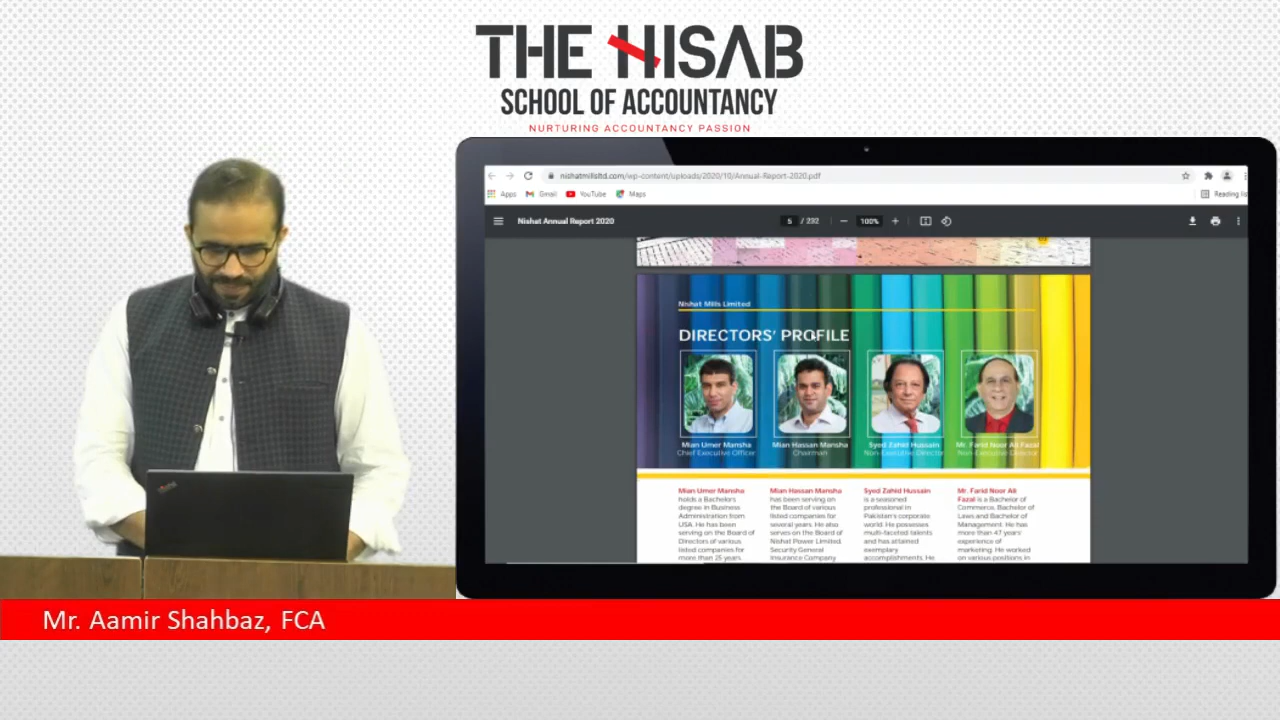 THE HISAB
SCHOOL OF ACCOUNTANCY
NURTURING ACCOUNTANCY PASSION
nishatmillsltd.com/wp-content/uploads/2020/10/Annual-Report-2020.pdf
Apps Gmail YouTube Maps Reading list
Nishat Annual Report 2020 5 / 232 100%
Nishat Mills Limited
DIRECTORS' PROFILE
Mian Umer Mansha
Chief Executive Officer
Mian Hassan Mansha
Chairman
Syed Zahid Hussain
Non-Executive Director
Mr. Farid Noor Ali Fazal
Non-Executive Director
Mian Umer Mansha
holds a Bachelors
degree in Business
Administration from
USA. He has been
serving on the Board of
Directors of various
listed companies for
more than 25 years.
Mian Hassan Mansha
has been serving on
the Board of various
listed companies for
several years. He also
serves on the Board of
Nishat Power Limited,
Security General
Insurance Company
Syed Zahid Hussain
is a seasoned
professional in
Pakistan's corporate
world. He possesses
multi-faceted talents
and has attained
exemplary
accomplishments. He
Mr. Farid Noor Ali
Fazal is a Bachelor of
Commerce, Bachelor of
Laws and Bachelor of
Management. He has
more than 47 years'
experience of
marketing. He worked
on various positions in
ThinkPad
Mr. Aamir Shahbaz, FCA